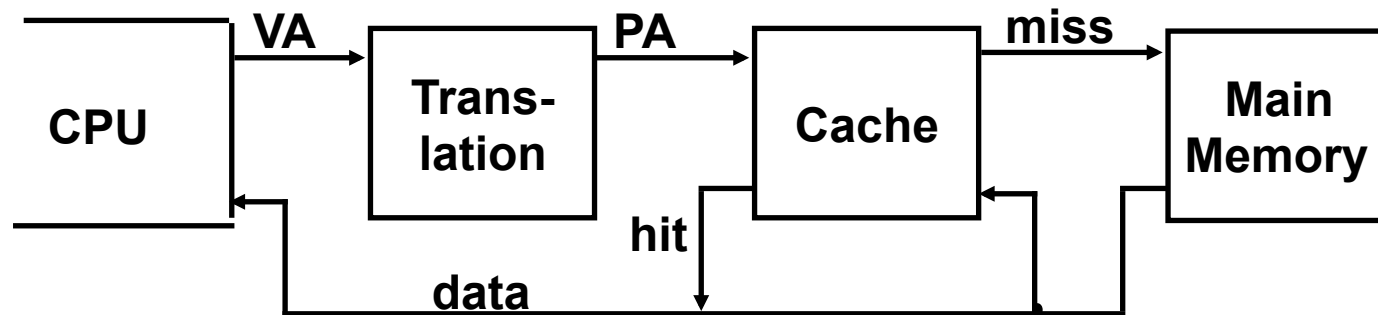 VA
PA
miss
CPU
Trans-
lation
Cache
Main
Memory
hit
data